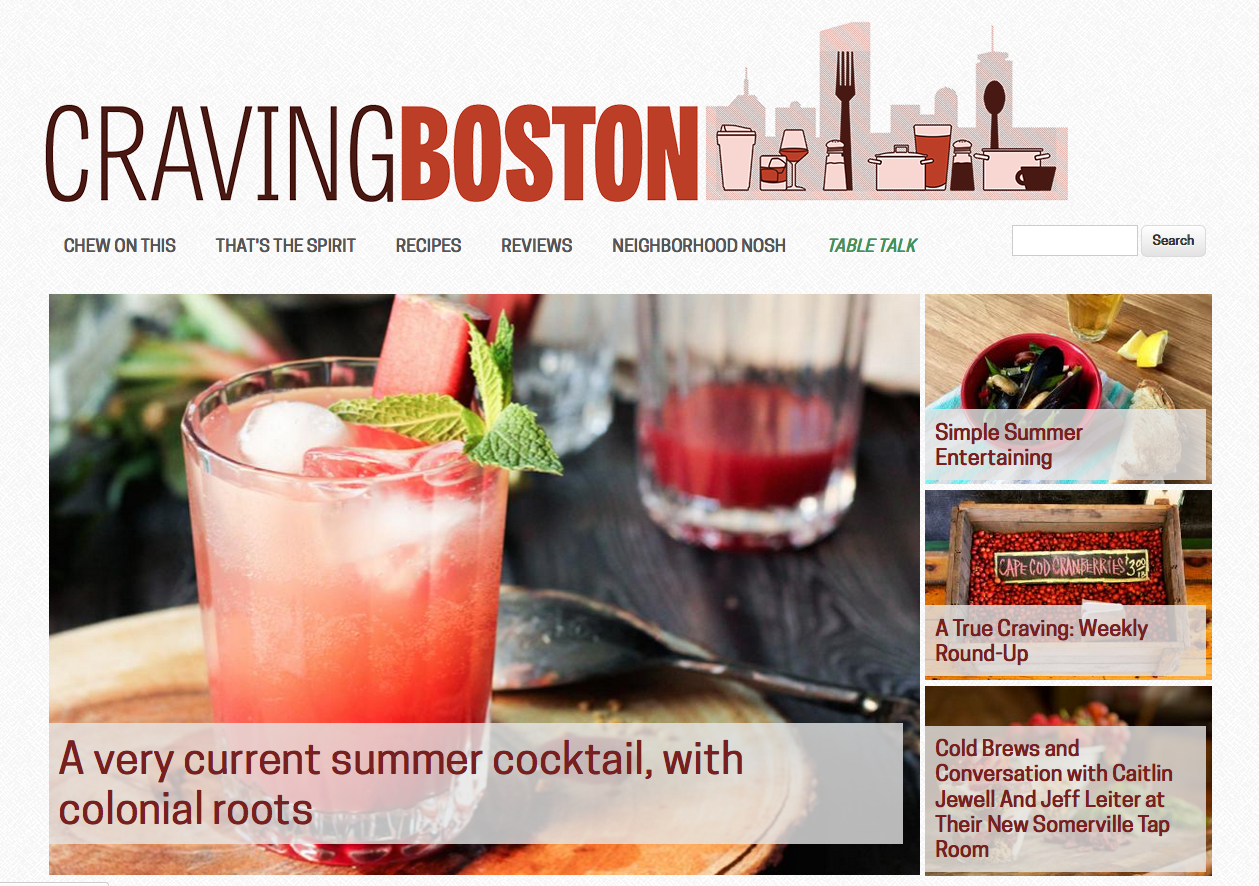 CRAVINGBOSTON
CHEW ON THIS
THAT'S THE SPIRIT
RECIPES
REVIEWS
NEIGHBORHOOD NOSH
TABLE TALK
Search
A very current summer cocktail, with
colonial roots
Simple Summer
Entertaining
CAPE COD CRANBERRIES $3.00
A True Craving: Weekly
Round-Up
Cold Brews and
Conversation with Caitlin
Jewell And Jeff Leiter at
Their New Somerville Tap
Room